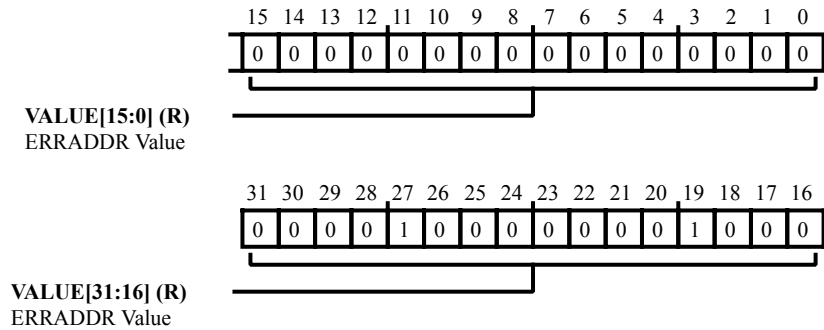 15 14 13 12 11 10 9 8 7 6 5 4 3 2 1 0
0 0 0 0 0 0 0 0 0 0 0 0 0 0 0 0
VALUE[15:0] (R)
ERRADDR Value
31 30 29 28 27 26 25 24 23 22 21 20 19 18 17 16
0 0 0 0 1 0 0 0 0 0 0 0 1 0 0 0
VALUE[31:16] (R)
ERRADDR Value